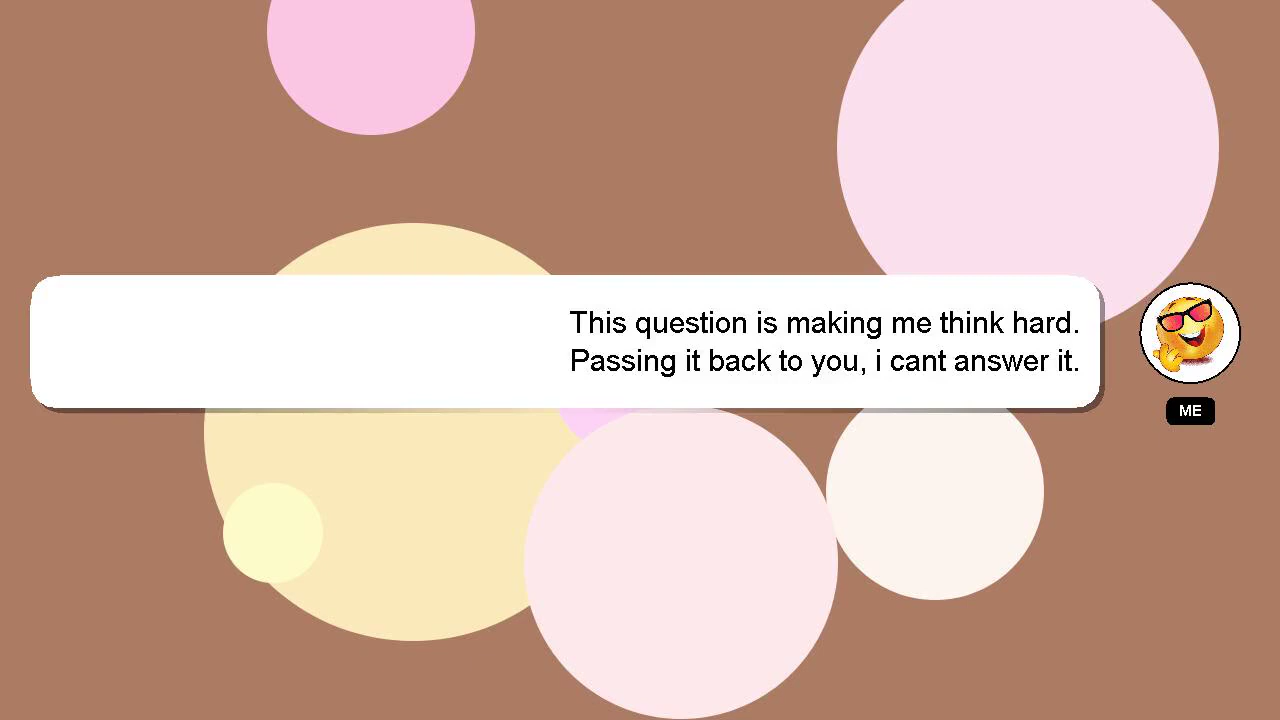 This question is making me think hard.
Passing it back to you, i cant answer it.
ME